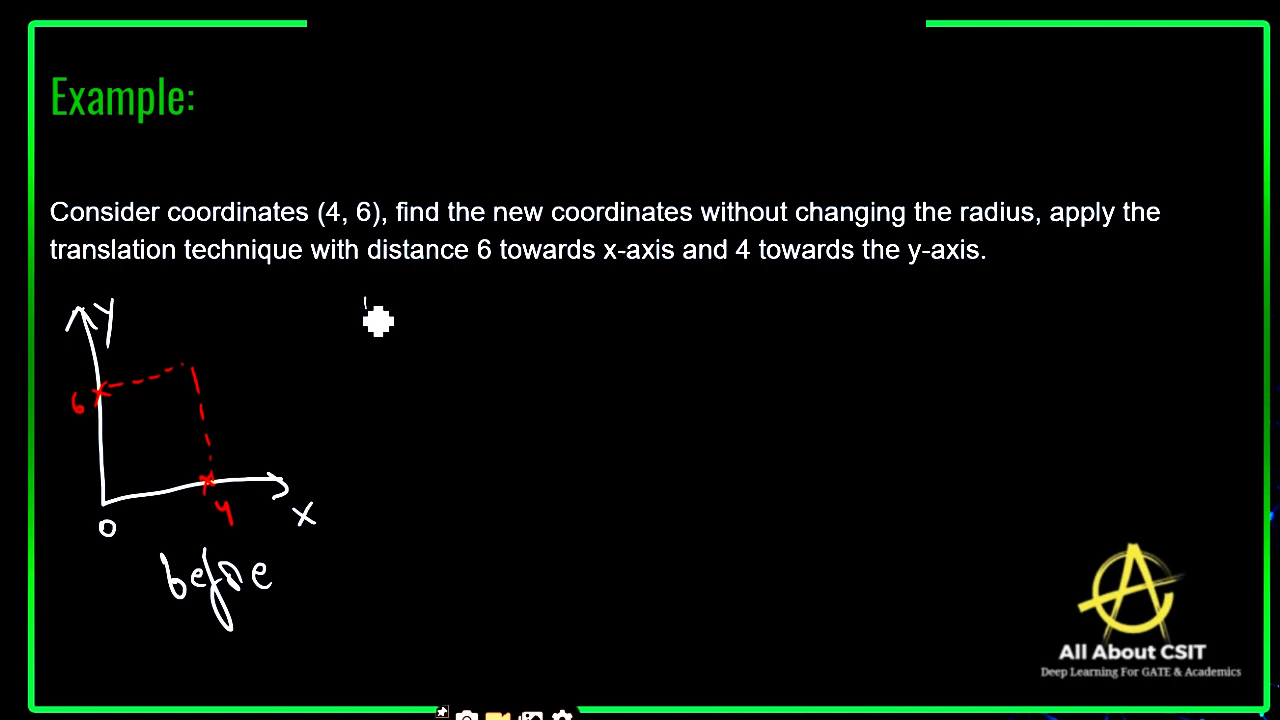 Example:
Consider coordinates (4, 6), find the new coordinates without changing the radius, apply the
translation technique with distance 6 towards x-axis and 4 towards the y-axis.
Y
6
4
X
0
before
All About CSIT
Deep Learning For GATE & Academics